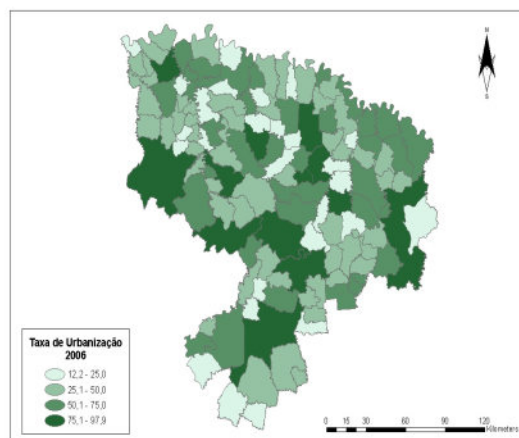 N
S
Taxa de Urbanização
2006
12,2 - 25,0
25,1 - 50,0
50,1 - 75,0
75,1 - 97,9
0 15 30 60 90 120
Kilometers